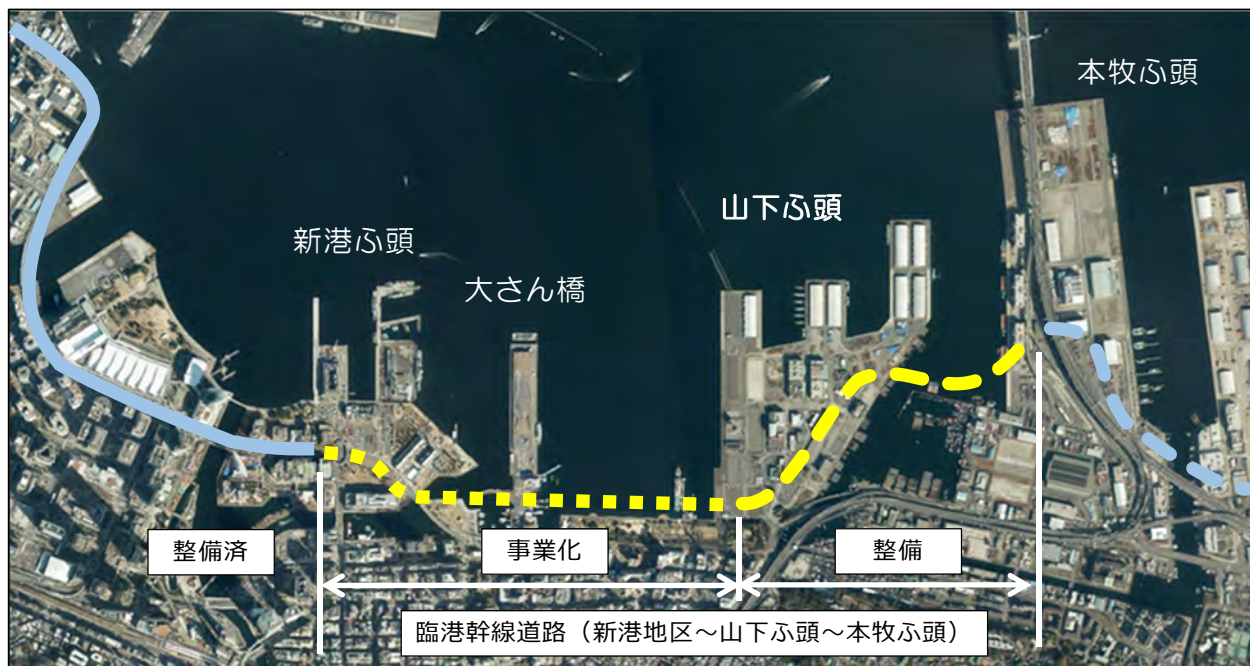 本牧ふ頭
山下ふ頭
新港ふ頭
大さん橋
整備済
事業化
整備
臨港幹線道路（新港地区～山下ふ頭～本牧ふ頭）